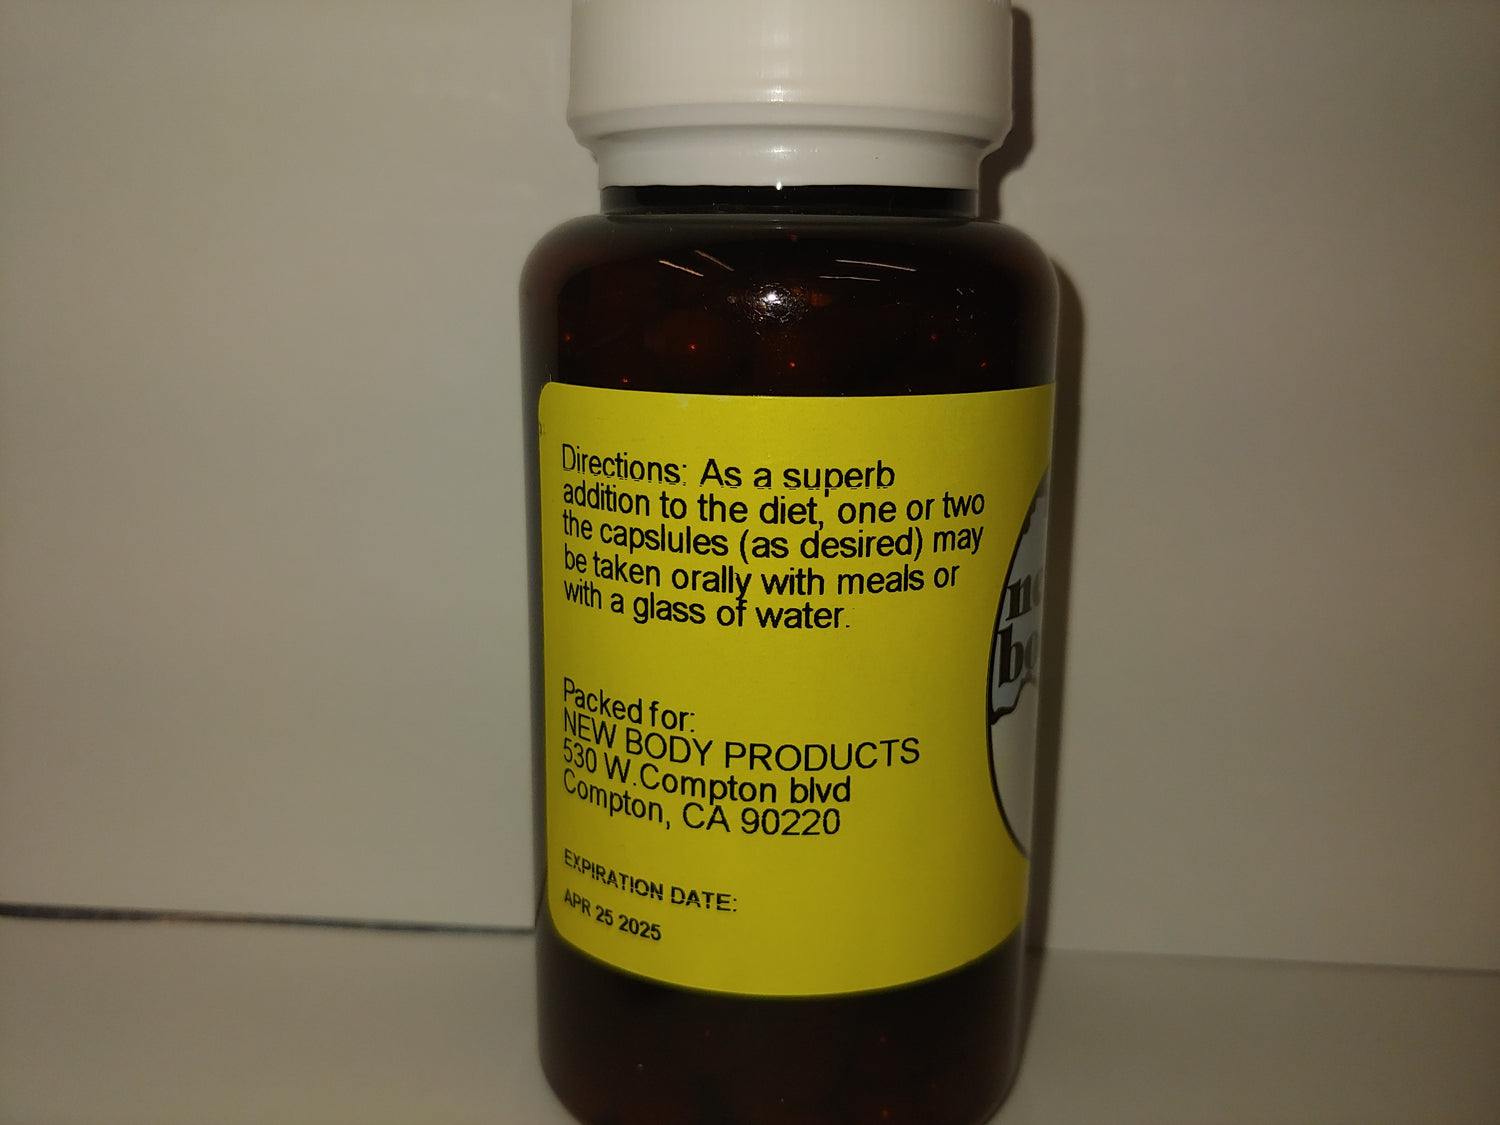 Directions: As a superb
addition to the diet, one or two
the capslules (as desired) may
be taken orally with meals or
with a glass of water.
Packed for:
NEW BODY PRODUCTS
530 W.Compton blvd
Compton, CA 90220
EXPIRATION DATE:
APR 25 2025